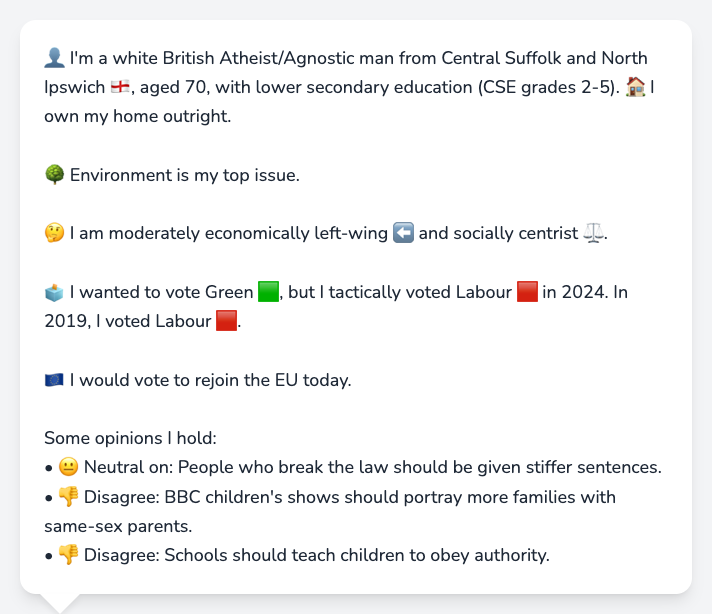 👤 I'm a white British Atheist/Agnostic man from Central Suffolk and North
Ipswich 🏴󠁧󠁢󠁥󠁮󠁧󠁿, aged 70, with lower secondary education (CSE grades 2-5). 🏠 I
own my home outright.
🌳 Environment is my top issue.
🤔 I am moderately economically left-wing ⬅️ and socially centrist ⚖️.
🗳️ I wanted to vote Green 🟩, but I tactically voted Labour 🟥 in 2024. In
2019, I voted Labour 🟥.
🇪🇺 I would vote to rejoin the EU today.
Some opinions I hold:
• 😐 Neutral on: People who break the law should be given stiffer sentences.
• 👎 Disagree: BBC children's shows should portray more families with
same-sex parents.
• 👎 Disagree: Schools should teach children to obey authority.